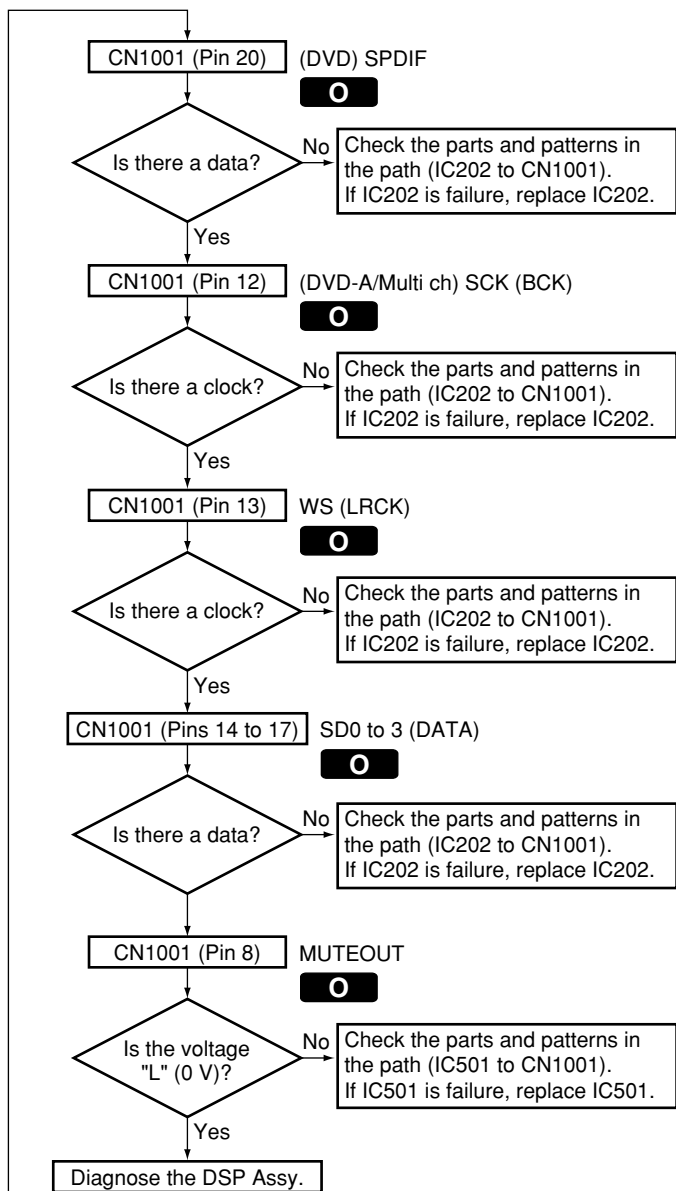 CN1001 (Pin 20)
(DVD) SPDIF
O
Is there a data?
No
Check the parts and patterns in
the path (IC202 to CN1001).
If IC202 is failure, replace IC202.
Yes
CN1001 (Pin 12)
(DVD-A/Multi ch) SCK (BCK)
O
Is there a clock?
No
Check the parts and patterns in
the path (IC202 to CN1001).
If IC202 is failure, replace IC202.
Yes
CN1001 (Pin 13)
WS (LRCK)
O
Is there a clock?
No
Check the parts and patterns in
the path (IC202 to CN1001).
If IC202 is failure, replace IC202.
Yes
CN1001 (Pins 14 to 17)
SD0 to 3 (DATA)
O
Is there a data?
No
Check the parts and patterns in
the path (IC202 to CN1001).
If IC202 is failure, replace IC202.
CN1001 (Pin 8)
MUTEOUT
O
Is the voltage
"L" (0 V)?
No
Check the parts and patterns in
the path (IC501 to CN1001).
If IC501 is failure, replace IC501.
Yes
Diagnose the DSP Assy.